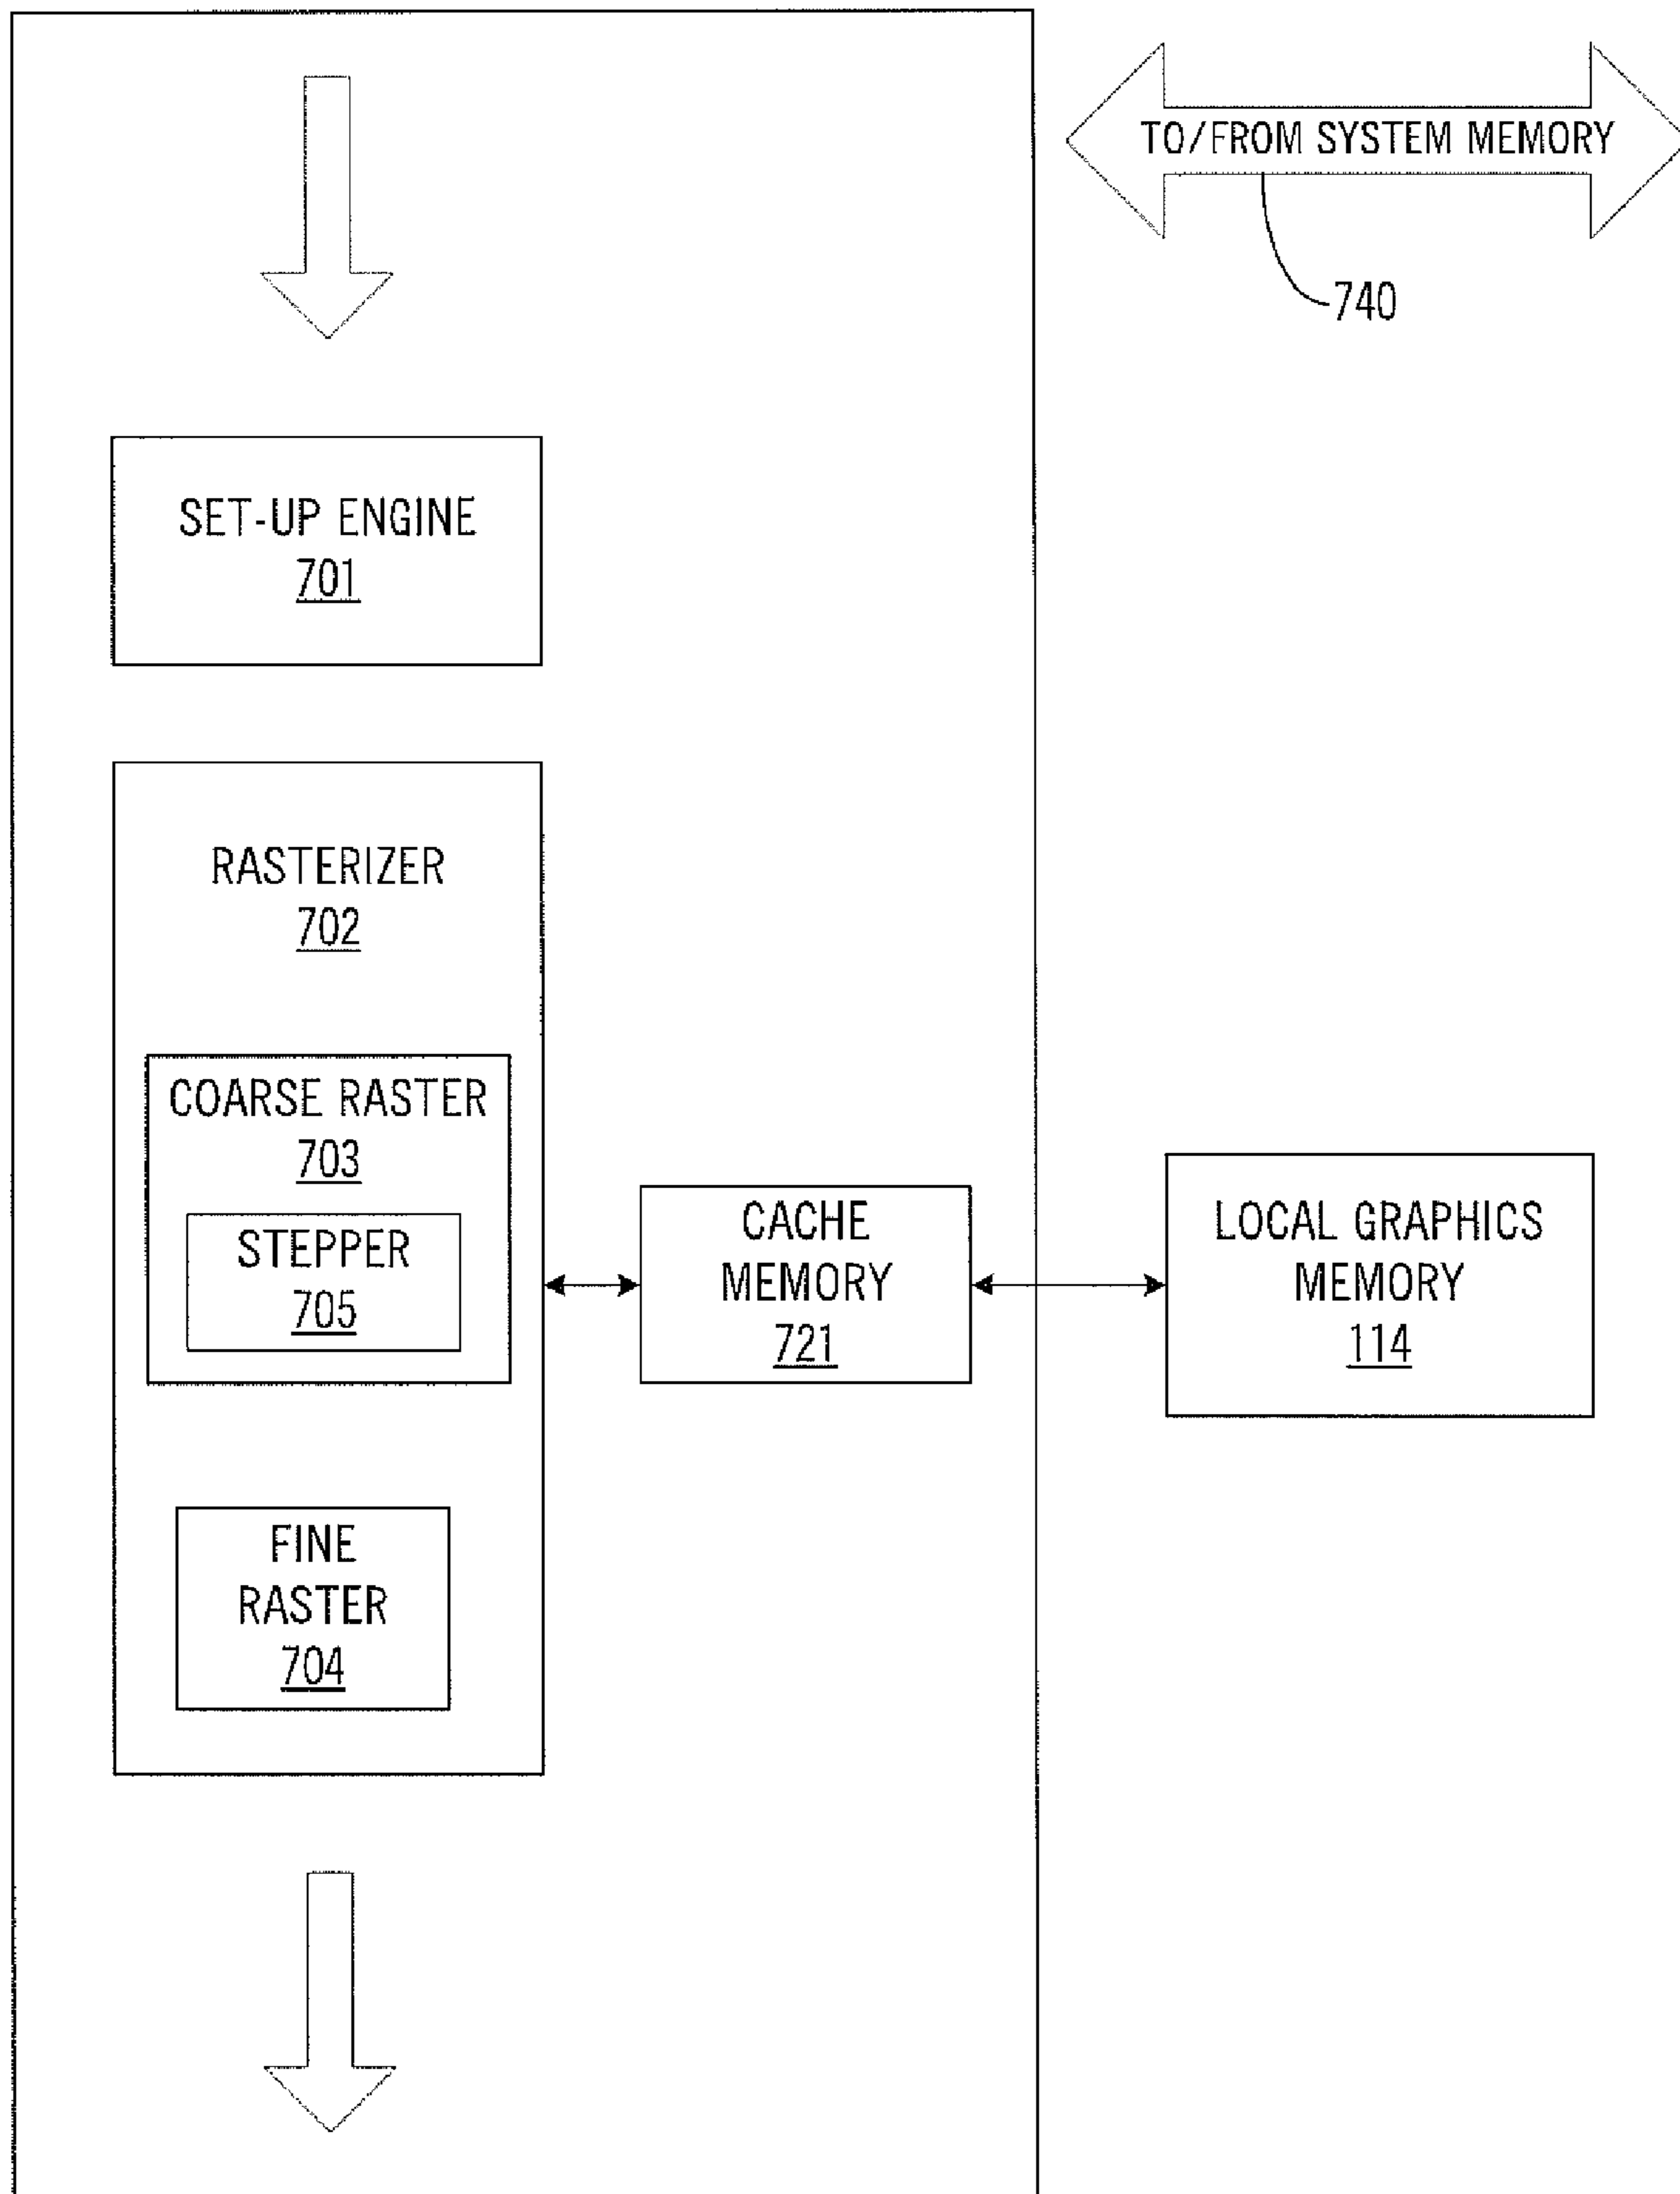 TO/FROM SYSTEM MEMORY
740
SET-UP ENGINE
701
RASTERIZER
702
COARSE RASTER
703
STEPPER
705
CACHE
MEMORY
721
LOCAL GRAPHICS
MEMORY
114
FINE
RASTER
704